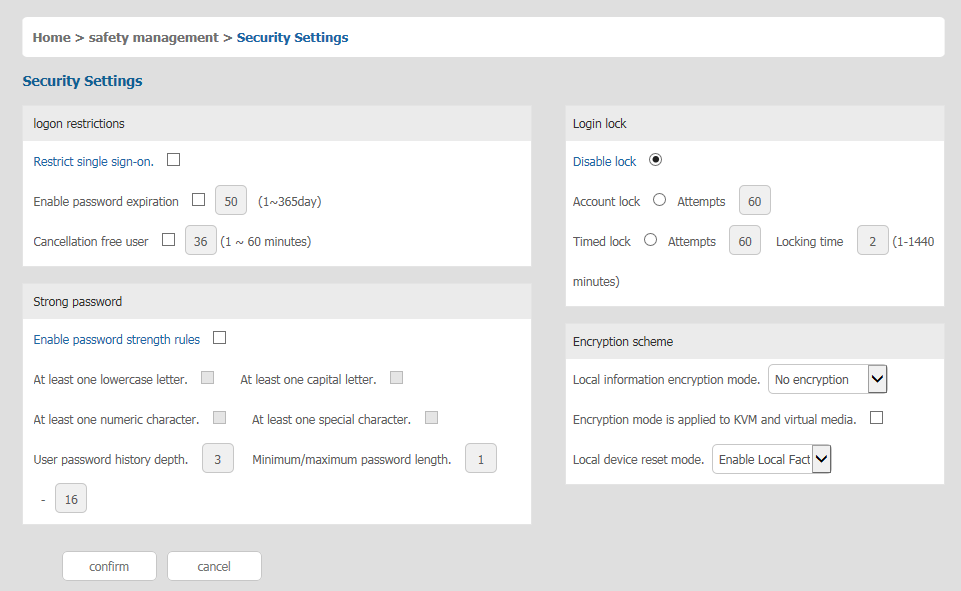 Home > safety management > Security Settings
Security Settings
logon restrictions
Restrict single sign-on.
Enable password expiration 50 (1~365day)
Cancellation free user 36 (1 ~ 60 minutes)
Strong password
Enable password strength rules
At least one lowercase letter. At least one capital letter.
At least one numeric character. At least one special character.
User password history depth. 3 Minimum/maximum password length. 1
- 16
Login lock
Disable lock
Account lock Attempts 60
Timed lock Attempts 60 Locking time 2 (1-1440
minutes)
Encryption scheme
Local information encryption mode. No encryption
Encryption mode is applied to KVM and virtual media.
Local device reset mode. Enable Local Fact
confirm cancel